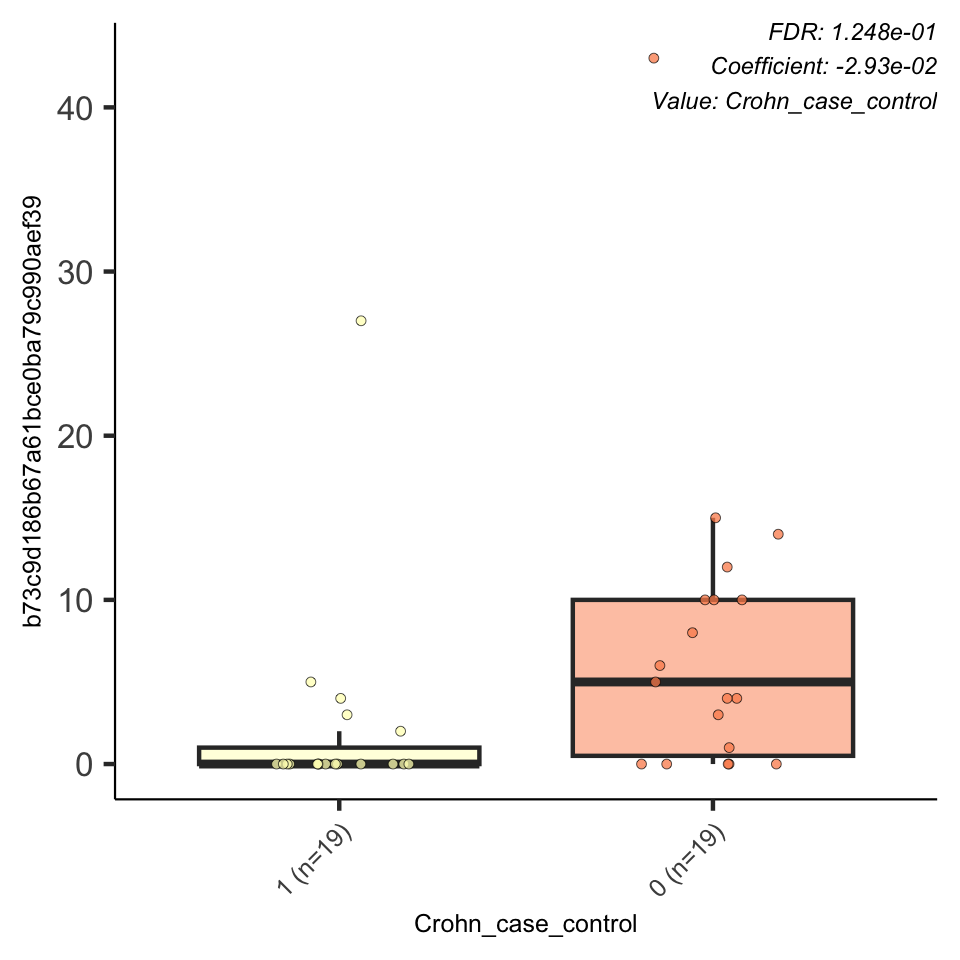 FDR: 1.248e-01
Coefficient: -2.93e-02
Value: Crohn_case_control
b73c9d186b67a61bce0ba79c990aef39
40
30
20
10
0
1 (n=19)
0 (n=19)
Crohn_case_control